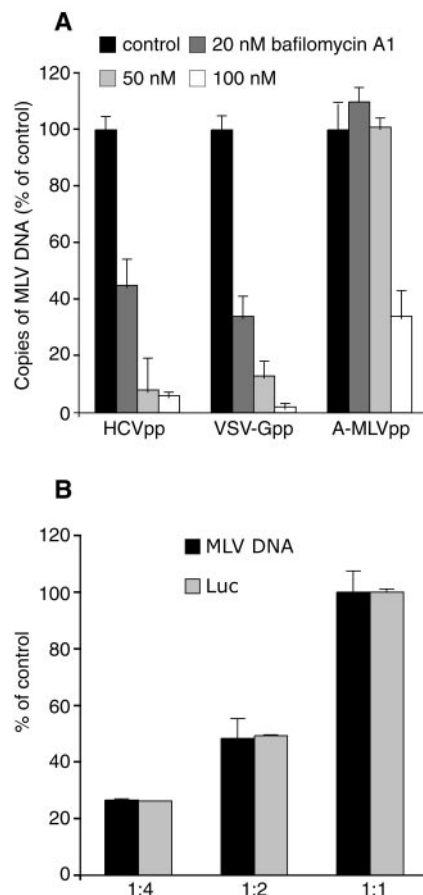 A
control 20 nM bafilomycin A1
50 nM 100 nM
Copies of MLV DNA (% of control)
120
100
80
60
40
20
0
HCVpp VSV-Gpp A-MLVpp
B
MLV DNA
Luc
% of control
120
100
80
60
40
20
0
1:4 1:2 1:1